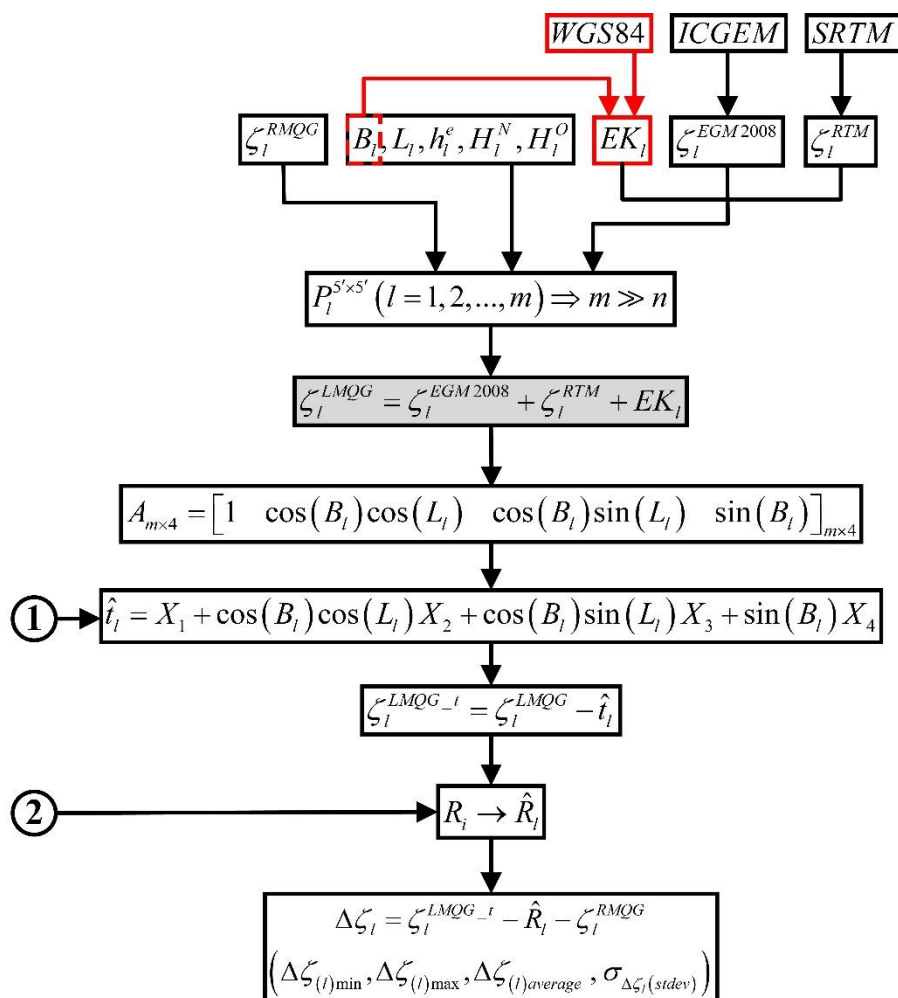 WGS84 ICGEM SRTM
ζ_l^{RMQG} B_l, L_l, h_l^e, H_l^N, H_l^O EK_l ζ_l^{EGM2008} ζ_l^{RTM}
P_l^{5'×5'} (l = 1, 2, ..., m) ⇒ m ≫ n
ζ_l^{LMQG} = ζ_l^{EGM2008} + ζ_l^{RTM} + EK_l
A_{m×4} = [1 cos(B_l)cos(L_l) cos(B_l)sin(L_l) sin(B_l)]_{m×4}
1 t̂_l = X_1 + cos(B_l)cos(L_l)X_2 + cos(B_l)sin(L_l)X_3 + sin(B_l)X_4
ζ_l^{LMQG_t} = ζ_l^{LMQG} − t̂_l
2 R_i → R̂_l
Δζ_l = ζ_l^{LMQG_t} − R̂_l − ζ_l^{RMQG}
(Δζ_{(l)min}, Δζ_{(l)max}, Δζ_{(l)average}, σ_{Δζ_l(stdev)})